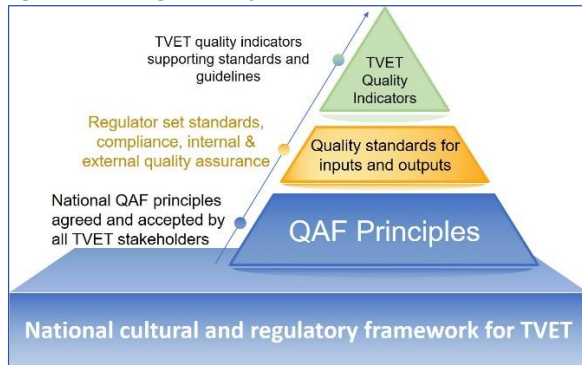 TVET quality indicators
supporting standards and
guidelines
TVET
Quality
Indicators
Regulator set standards,
compliance, internal &
external quality assurance
Quality standards for
inputs and outputs
National QAF principles
agreed and accepted by
all TVET stakeholders
QAF Principles
National cultural and regulatory framework for TVET